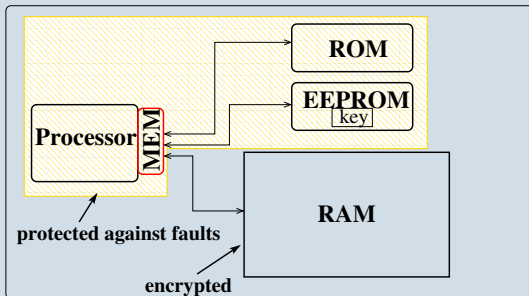 ROM
EEPROM
key
Processor
MEM
RAM
protected against faults
encrypted